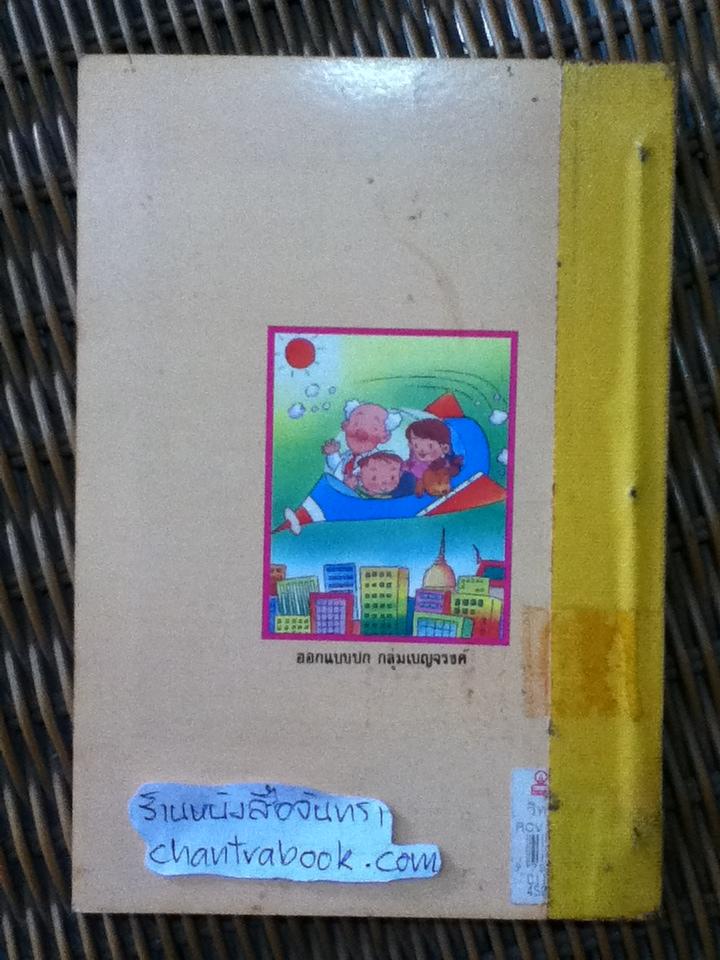 ออกแบบปก กลุ่มเบญจรงค์
ร้านหนังสือจันทรา
chantrabook.com